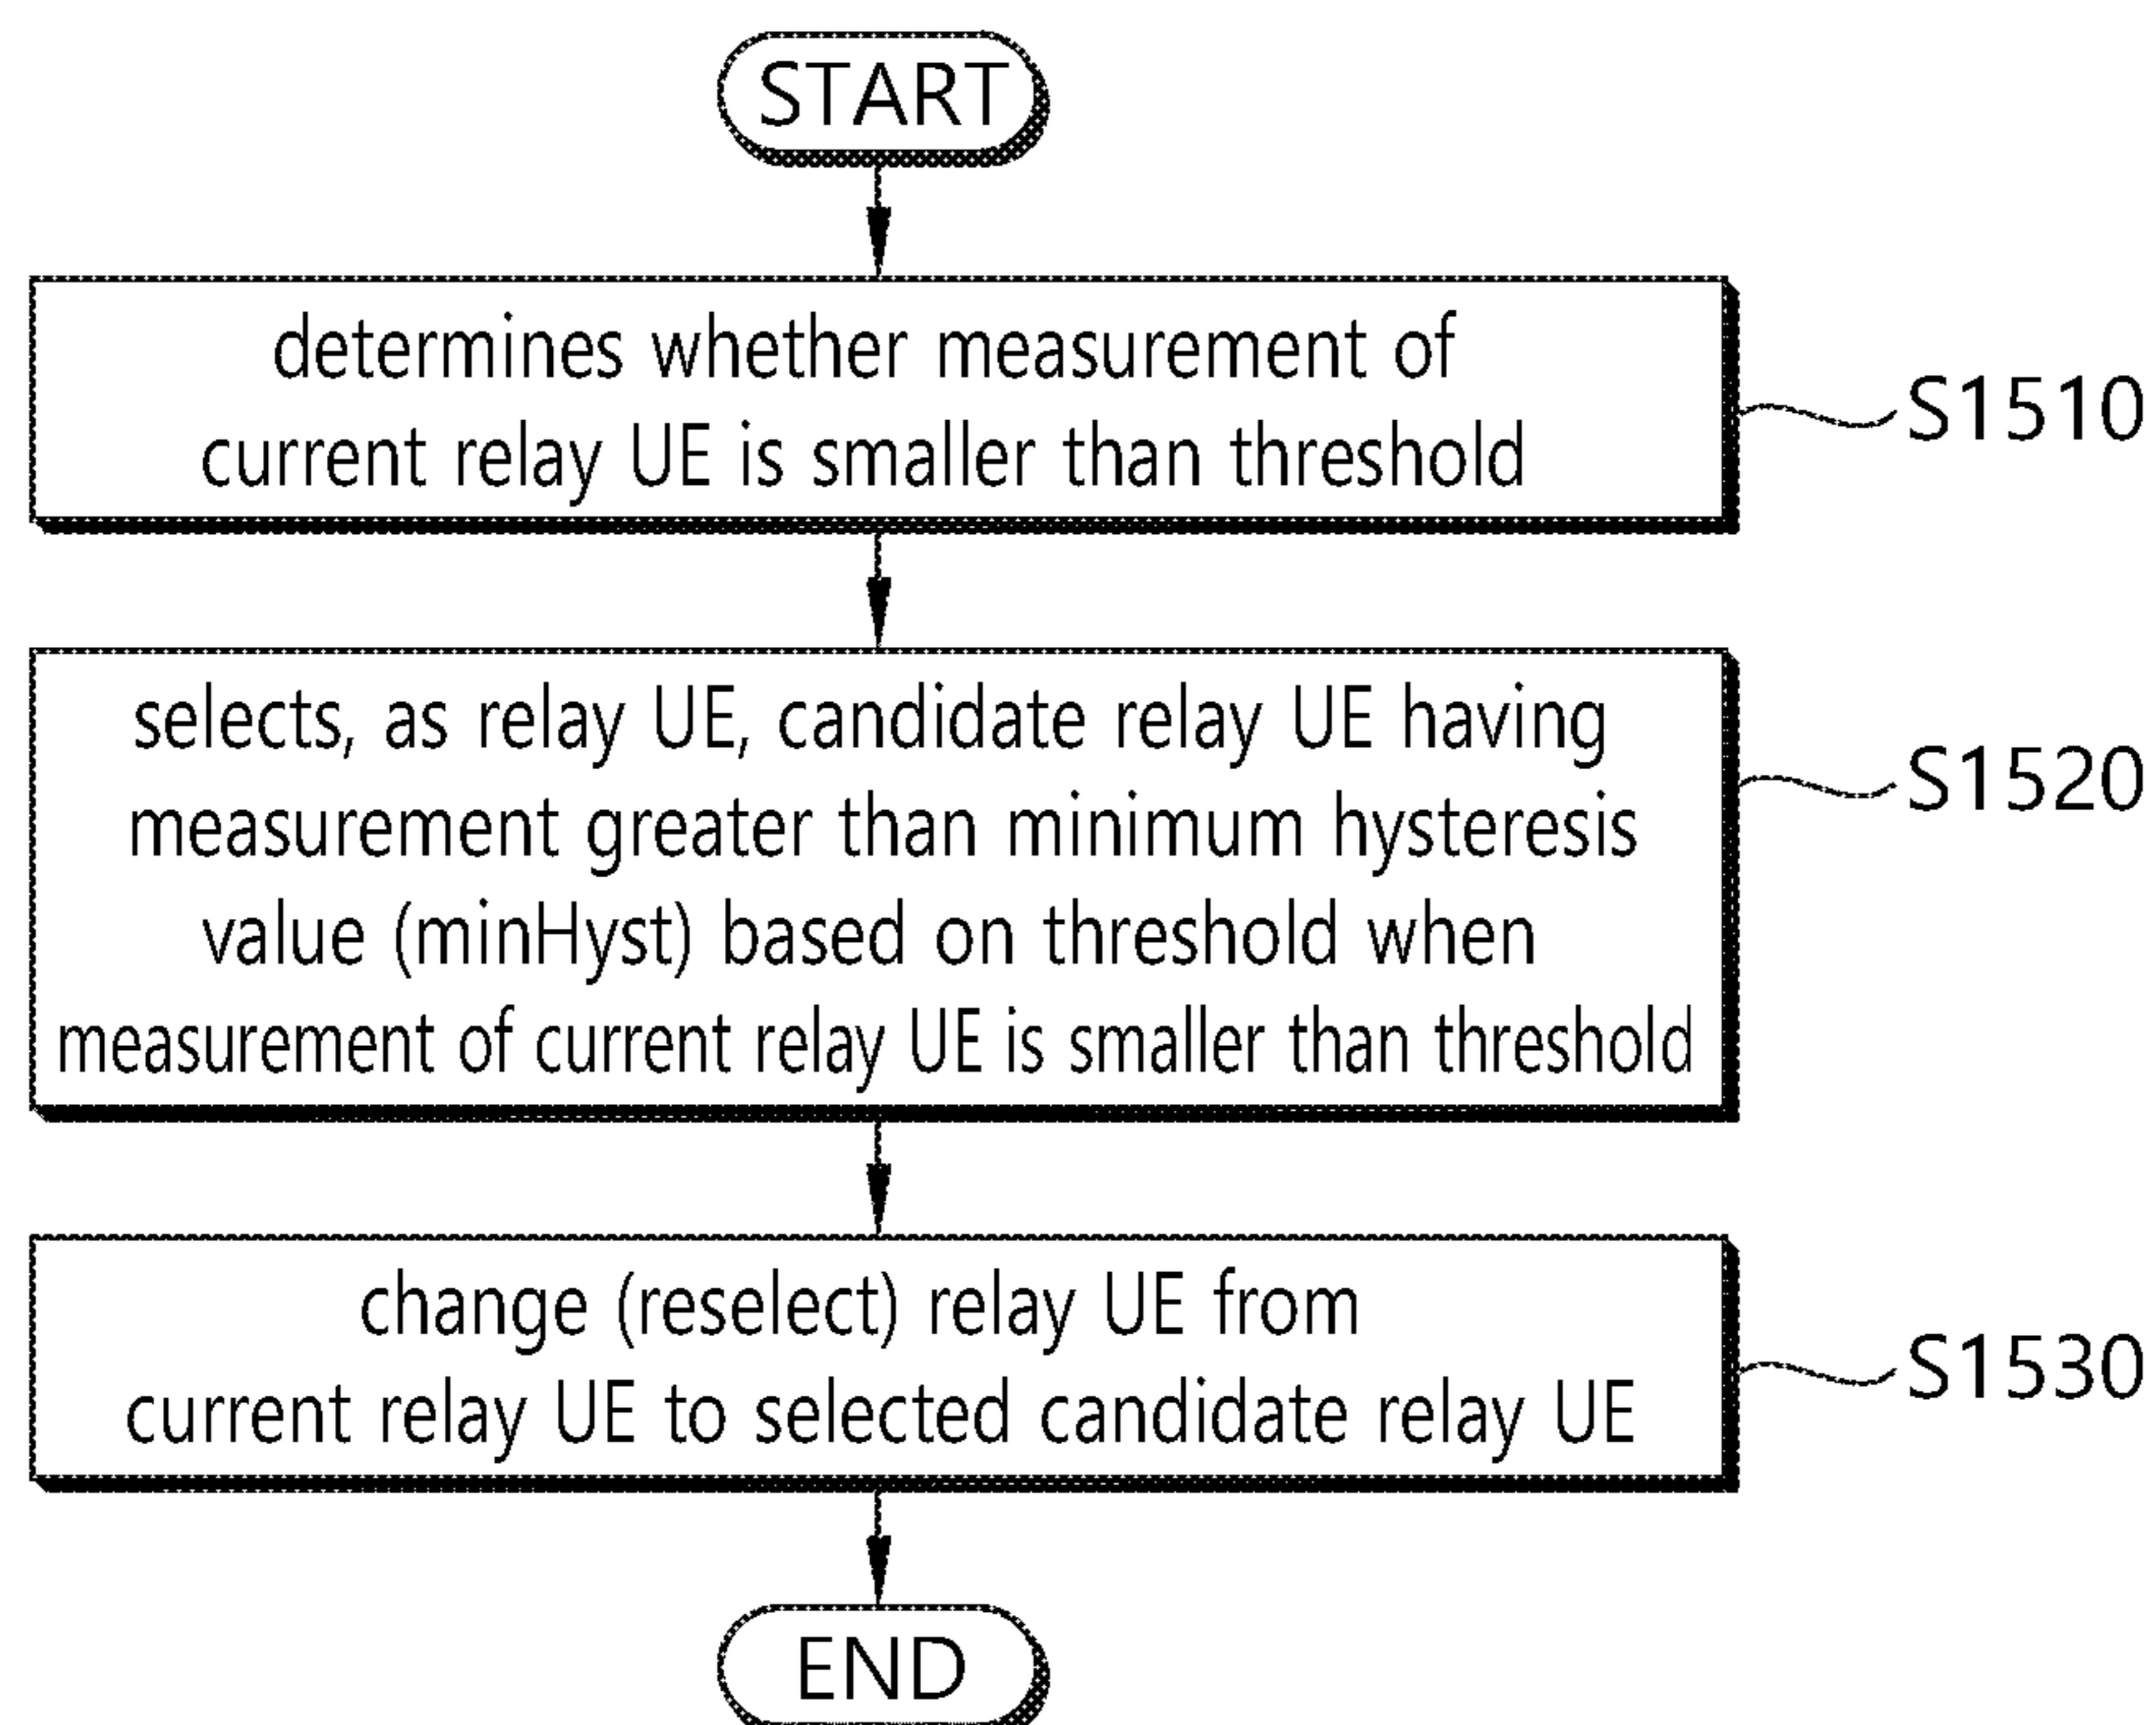 START
determines whether measurement of
current relay UE is smaller than threshold
S1510
selects, as relay UE, candidate relay UE having
measurement greater than minimum hysteresis
value (minHyst) based on threshold when
measurement of current relay UE is smaller than threshold
S1520
change (reselect) relay UE from
current relay UE to selected candidate relay UE
S1530
END